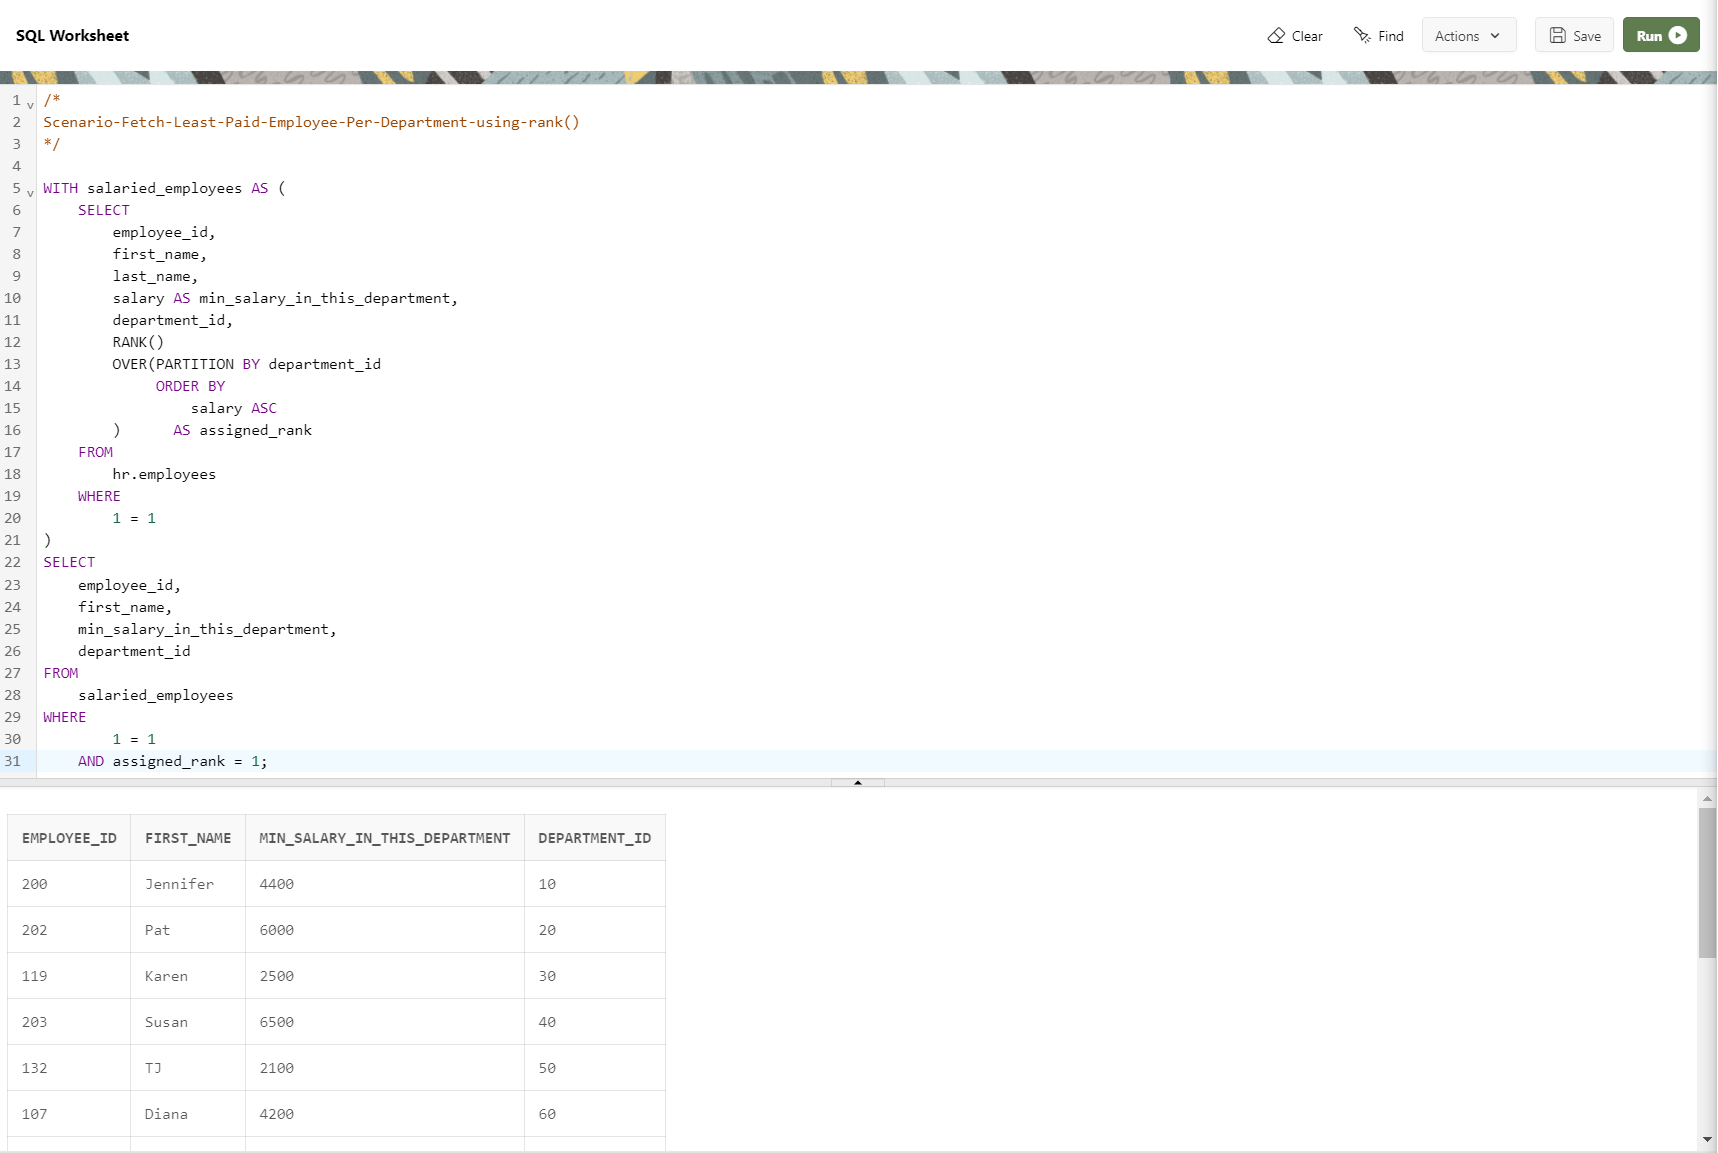 SQL Worksheet
Clear Find Actions Save Run
1 /*
2 Scenario-Fetch-Least-Paid-Employee-Per-Department-using-rank()
3 */
4
5 WITH salaried_employees AS (
6 SELECT
7 employee_id,
8 first_name,
9 last_name,
10 salary AS min_salary_in_this_department,
11 department_id,
12 RANK()
13 OVER(PARTITION BY department_id
14 ORDER BY
15 salary ASC
16 ) AS assigned_rank
17 FROM
18 hr.employees
19 WHERE
20 1 = 1
21 )
22 SELECT
23 employee_id,
24 first_name,
25 min_salary_in_this_department,
26 department_id
27 FROM
28 salaried_employees
29 WHERE
30 1 = 1
31 AND assigned_rank = 1;
EMPLOYEE_ID FIRST_NAME MIN_SALARY_IN_THIS_DEPARTMENT DEPARTMENT_ID
200 Jennifer 4400 10
202 Pat 6000 20
119 Karen 2500 30
203 Susan 6500 40
132 TJ 2100 50
107 Diana 4200 60